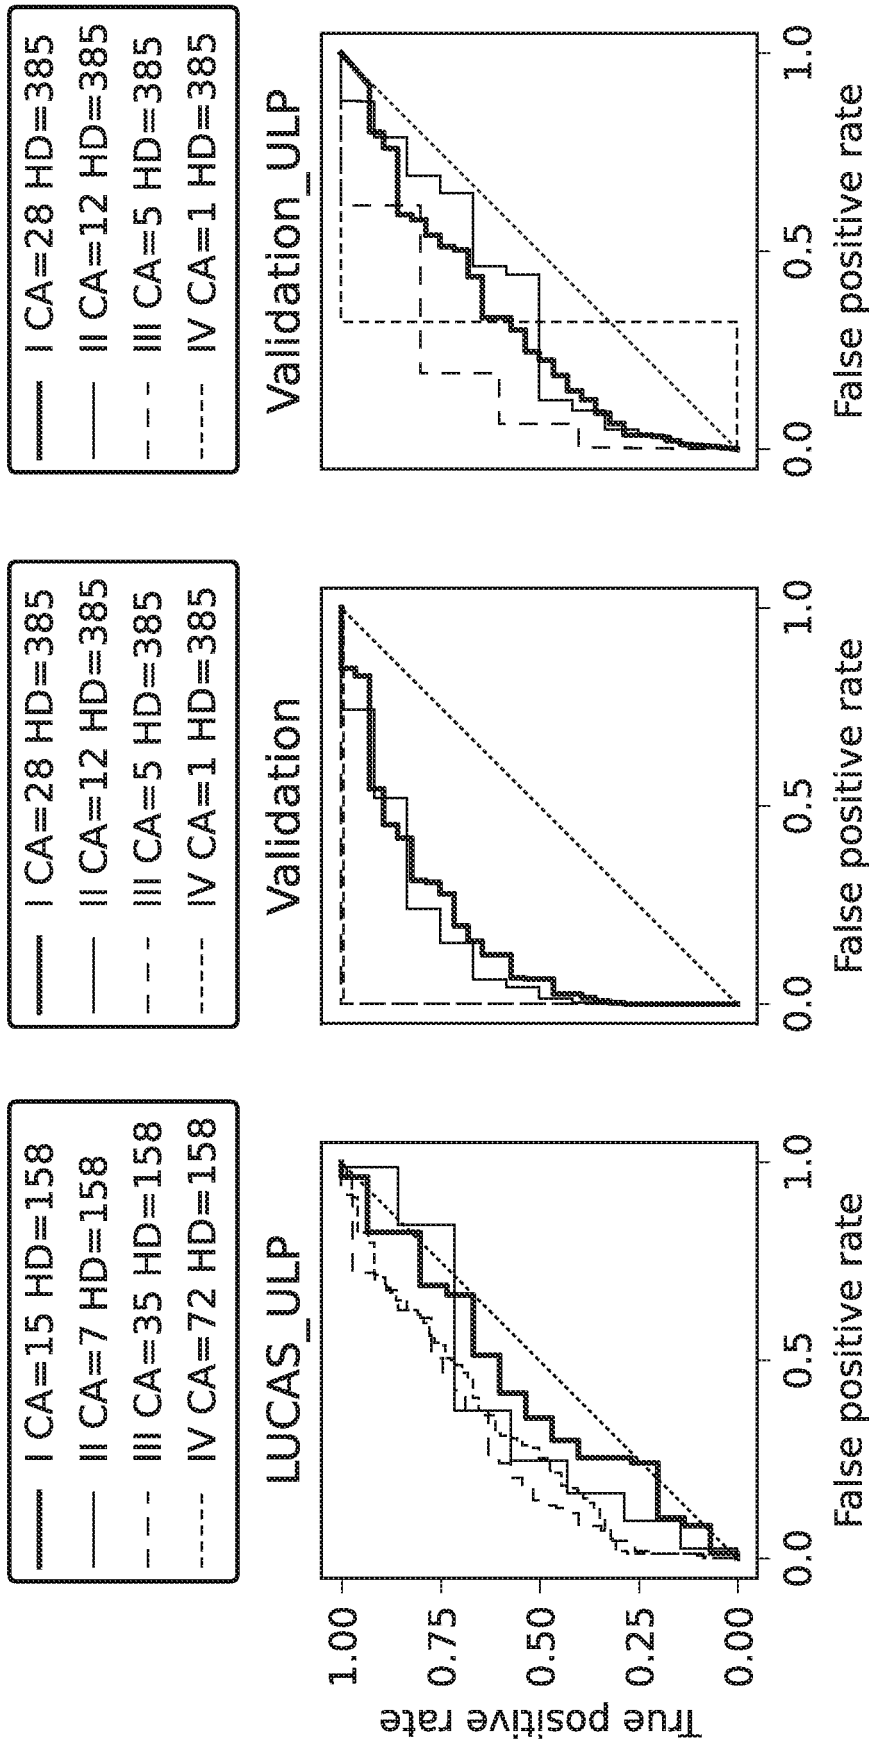 I CA=15 HD=158
II CA=7 HD=158
III CA=35 HD=158
IV CA=72 HD=158
LUCAS_ULP
True positive rate
1.00
0.75
0.50
0.25
0.00
0.0 0.5 1.0
False positive rate
I CA=28 HD=385
II CA=12 HD=385
III CA=5 HD=385
IV CA=1 HD=385
Validation
0.0 0.5 1.0
False positive rate
I CA=28 HD=385
II CA=12 HD=385
III CA=5 HD=385
IV CA=1 HD=385
Validation_ULP
0.0 0.5 1.0
False positive rate